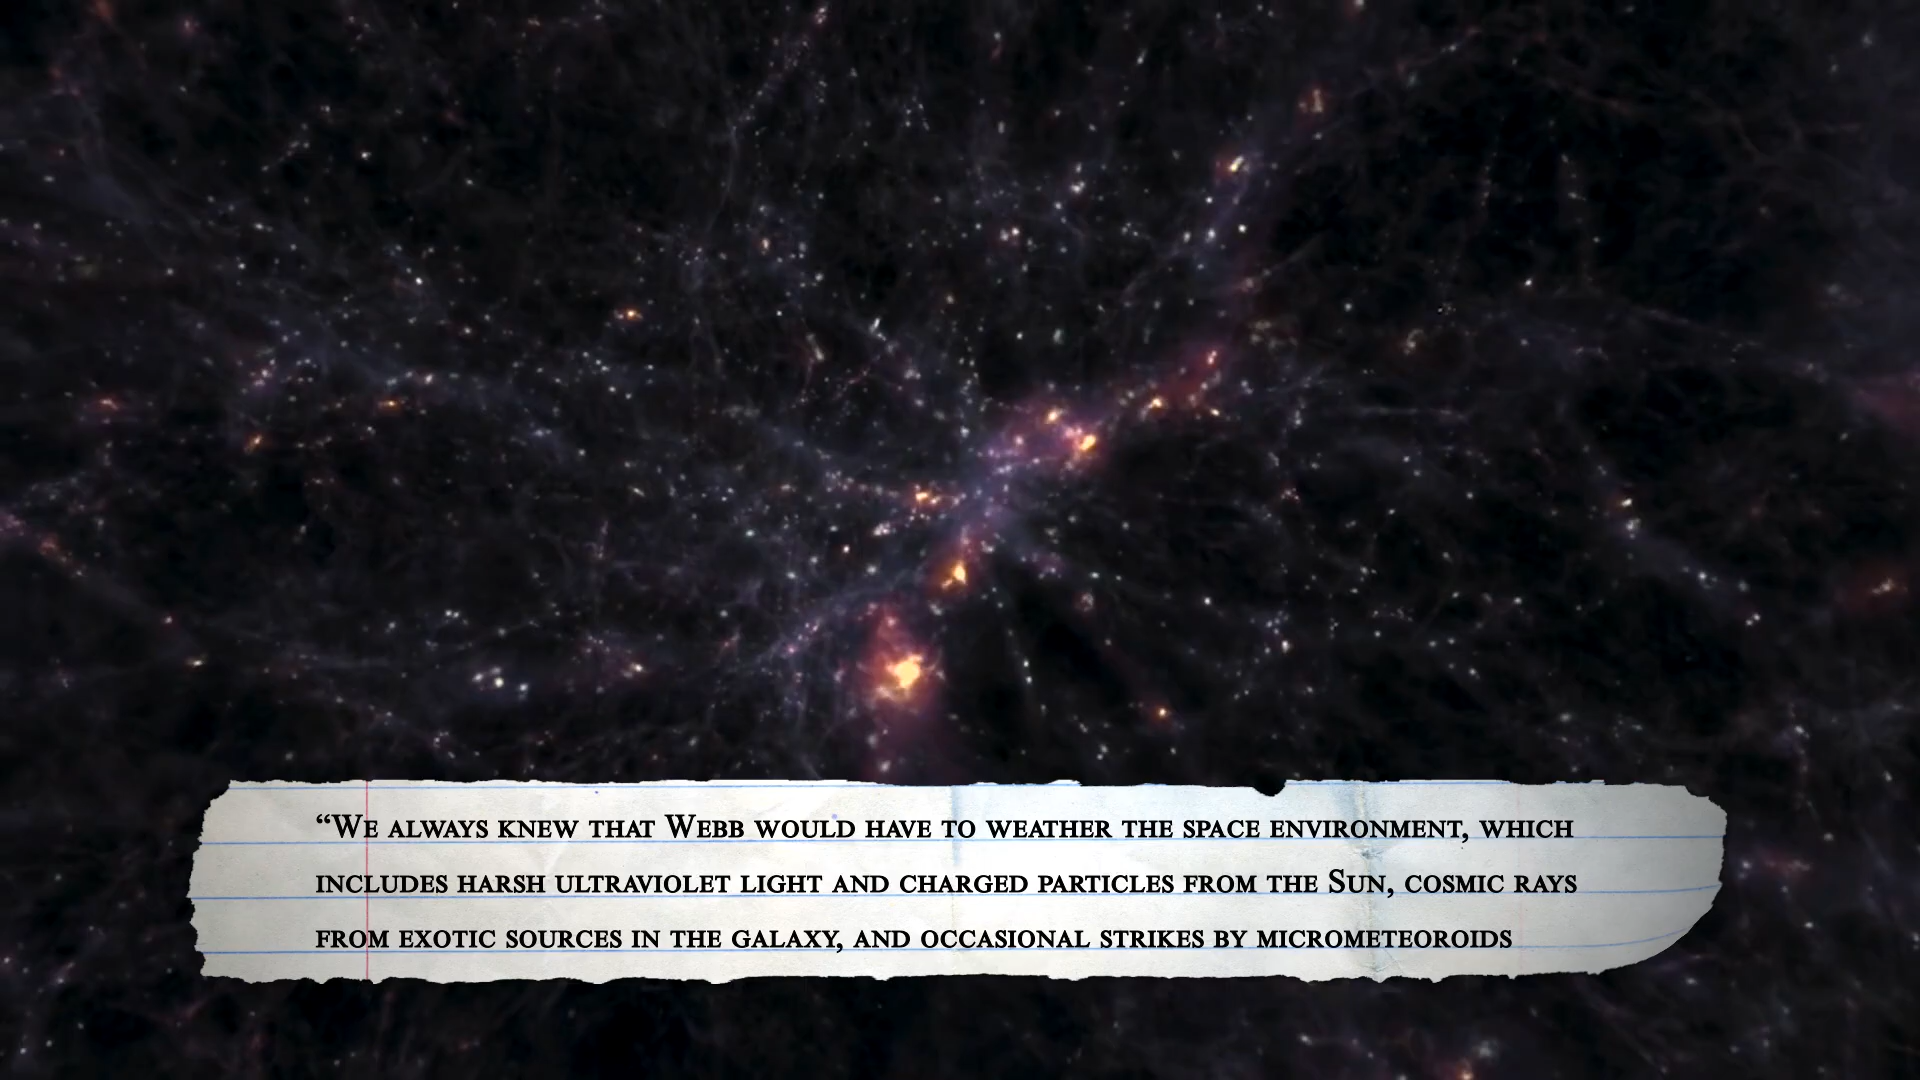 “We always knew that Webb would have to weather the space environment, which
includes harsh ultraviolet light and charged particles from the Sun, cosmic rays
from exotic sources in the galaxy, and occasional strikes by micrometeoroids